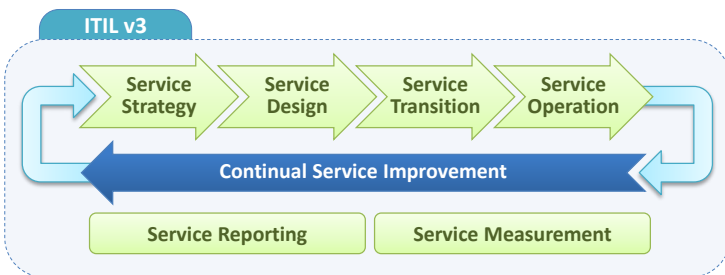 ITIL v3
Service
Strategy
Service
Design
Service
Transition
Service
Operation
Continual Service Improvement
Service Reporting
Service Measurement